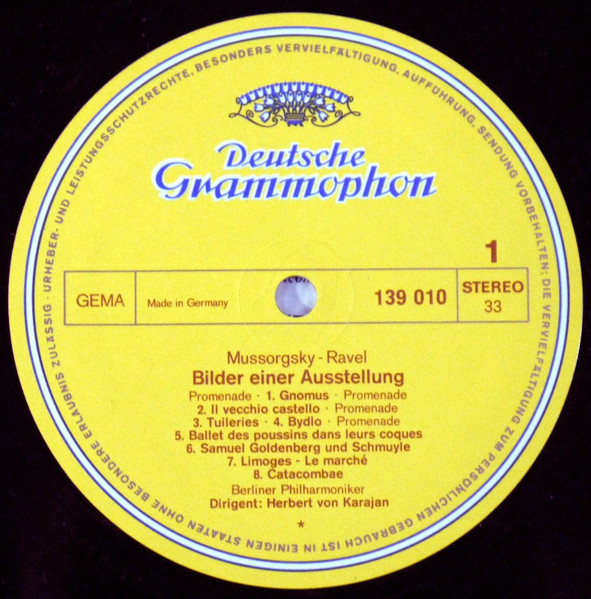 URHEBER- UND LEISTUNGSSCHUTZRECHTE, BESONDERS VERVIELFÄLTIGUNG, AUFFÜHRUNG, SENDUNG VORBEHALTEN; DIE VERVIELFÄLTIGUNG ZUM PERSÖNLICHEN GEBRAUCH IST IN EINIGEN STAATEN OHNE BESONDERE ERLAUBNIS ZULÄSSIG ·
Deutsche
Grammophon
1
GEMA
Made in Germany
139 010
STEREO
33
Mussorgsky - Ravel
Bilder einer Ausstellung
Promenade · 1. Gnomus · Promenade
2. Il vecchio castello · Promenade
3. Tuileries · 4. Bydlo · Promenade
5. Ballet des poussins dans leurs coques
6. Samuel Goldenberg und Schmuyle
7. Limoges - Le marché
8. Catacombae
Berliner Philharmoniker
Dirigent: Herbert von Karajan
*